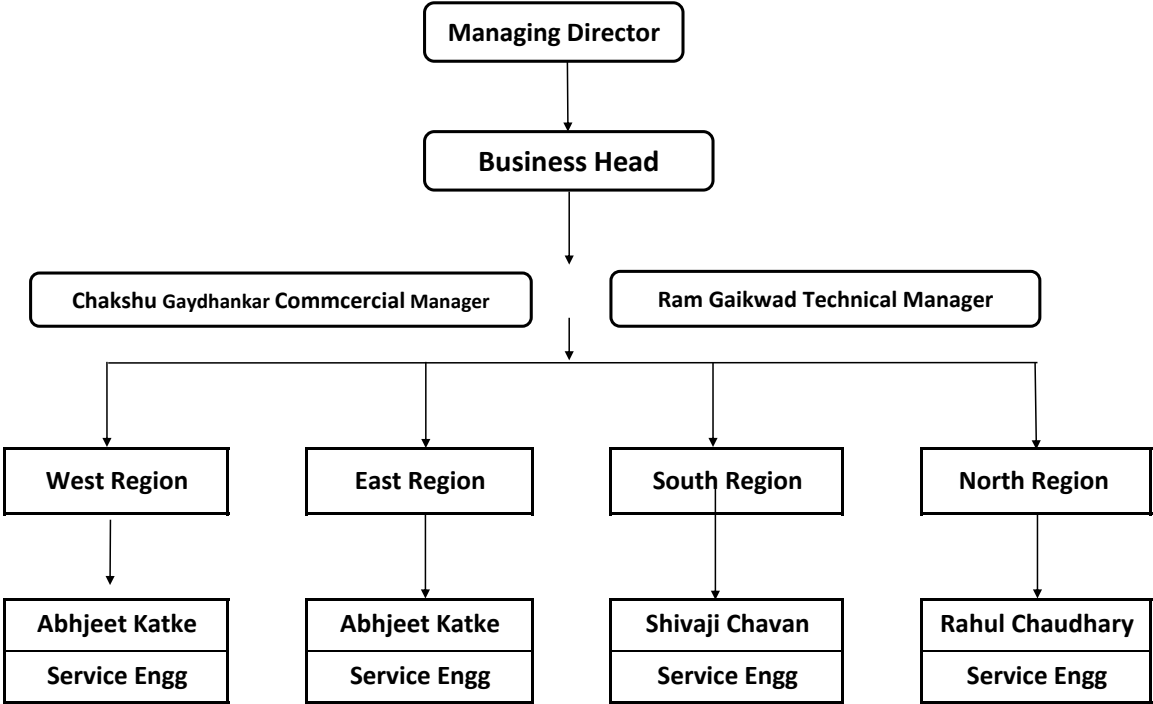 Managing Director
Business Head
Chakshu Gaydhankar Commcercial Manager
Ram Gaikwad Technical Manager
West Region
East Region
South Region
North Region
Abhjeet Katke
Abhjeet Katke
Shivaji Chavan
Rahul Chaudhary
Service Engg
Service Engg
Service Engg
Service Engg